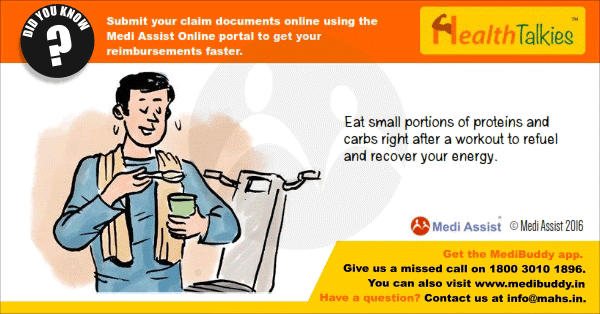 DID YOU KNOW
?
Submit your claim documents online using the
Medi Assist Online portal to get your
reimbursements faster.
HealthTalkies™
Eat small portions of proteins and
carbs right after a workout to refuel
and recover your energy.
Medi Assist® © Medi Assist 2016
Get the MediBuddy app.
Give us a missed call on 1800 3010 1896.
You can also visit www.medibuddy.in
Have a question? Contact us at info@mahs.in.